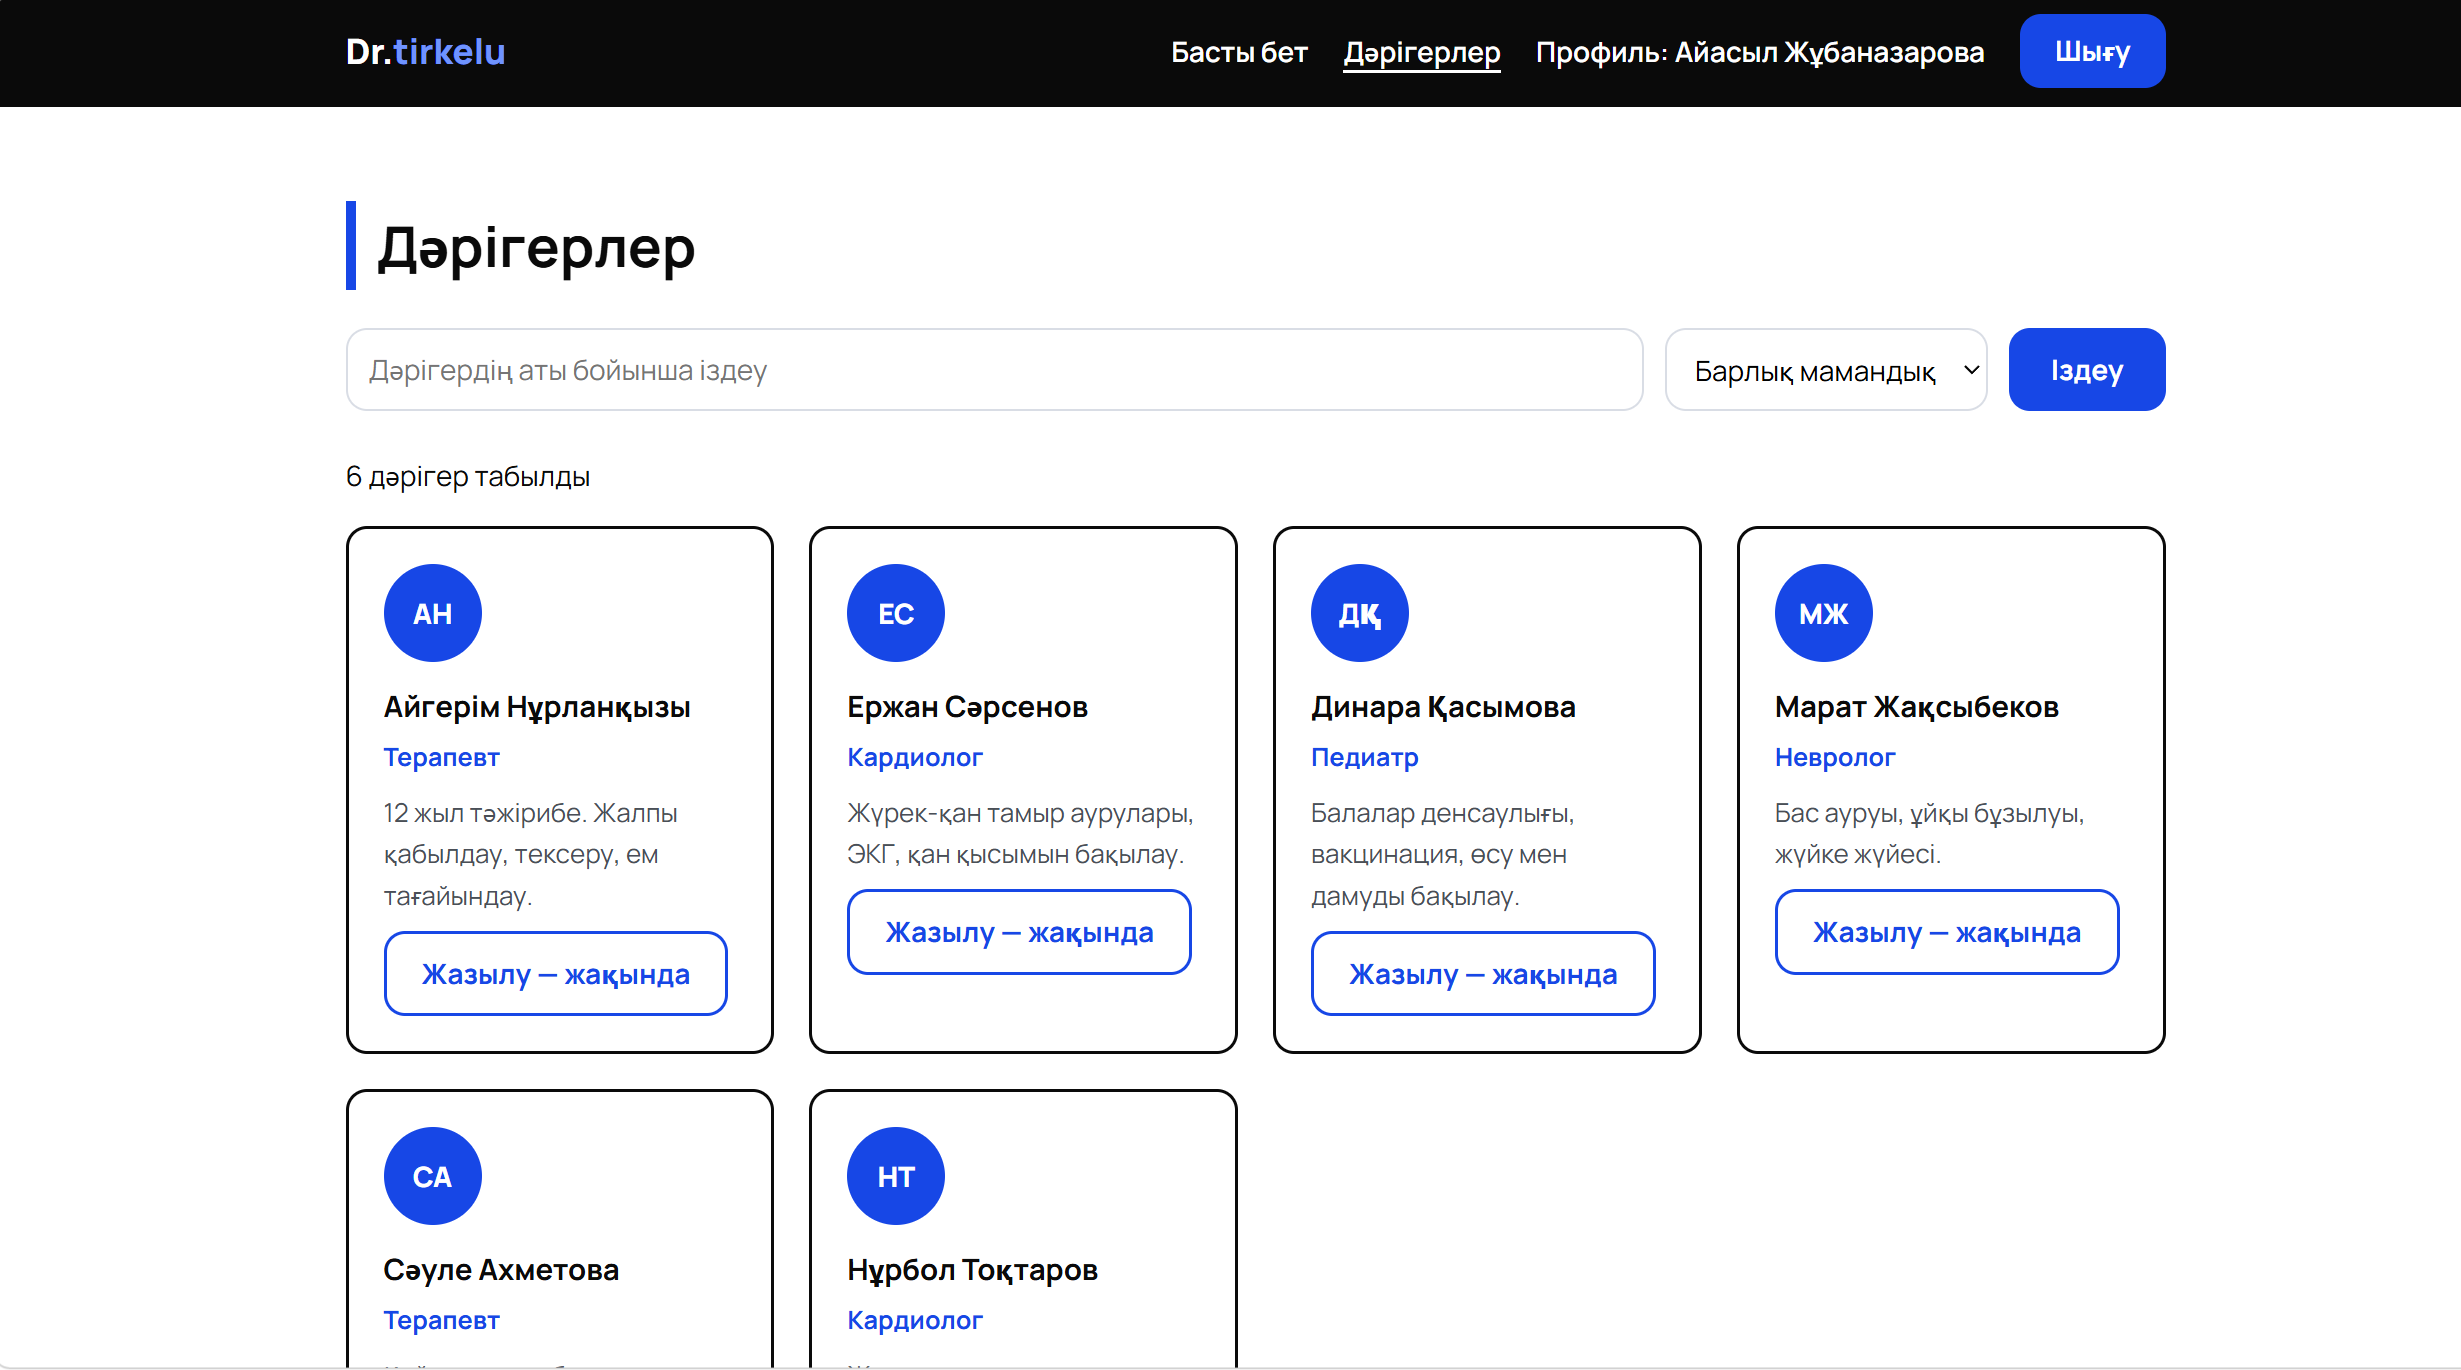 Dr.tirkelu
Басты бет
Дәрігерлер
Профиль: Айасыл Жұбаназарова
Шығу
Дәрігерлер
Дәрігердің аты бойынша іздеу
Барлық мамандық
Іздеу
6 дәрігер табылды
АН
Айгерім Нұрланқызы
Терапевт
12 жыл тәжірибе. Жалпы
қабылдау, тексеру, ем
тағайындау.
Жазылу — жақында
ЕС
Ержан Сәрсенов
Кардиолог
Жүрек-қан тамыр аурулары,
ЭКГ, қан қысымын бақылау.
Жазылу — жақында
ДҚ
Динара Қасымова
Педиатр
Балалар денсаулығы,
вакцинация, өсу мен
дамуды бақылау.
Жазылу — жақында
МЖ
Марат Жақсыбеков
Невролог
Бас ауруы, ұйқы бұзылуы,
жүйке жүйесі.
Жазылу — жақында
СА
Сәуле Ахметова
Терапевт
НТ
Нұрбол Тоқтаров
Кардиолог